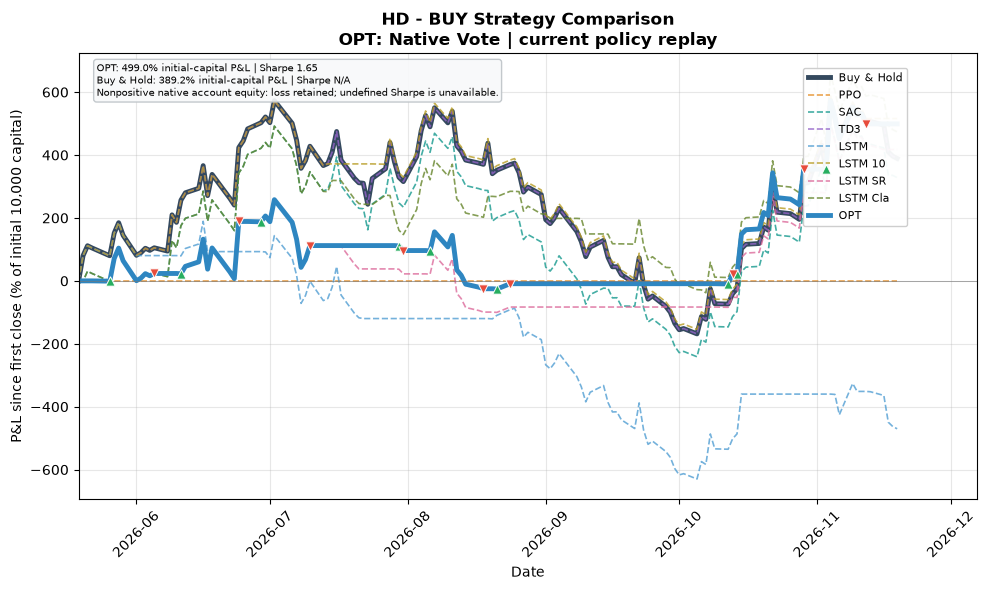 HD - BUY Strategy Comparison
OPT: Native Vote | current policy replay
OPT: 499.0% initial-capital P&L | Sharpe 1.65
Buy & Hold: 389.2% initial-capital P&L | Sharpe N/A
Nonpositive native account equity: loss retained; undefined Sharpe is unavailable.
Buy & Hold
PPO
SAC
TD3
LSTM
LSTM 10
LSTM SR
LSTM Cla
OPT
P&L since first close (% of initial 10,000 capital)
600
400
200
0
−200
−400
−600
2026-06
2026-07
2026-08
2026-09
2026-10
2026-11
2026-12
Date